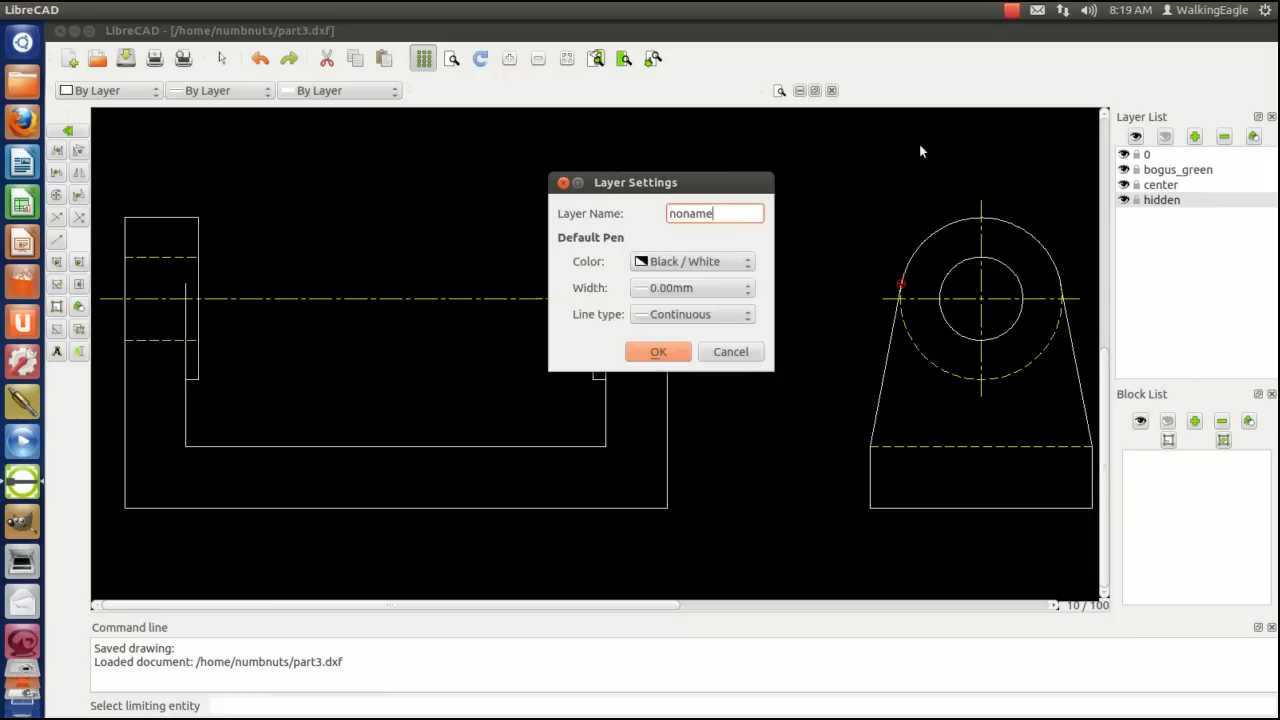 LibreCAD
8:19 AM
WalkingEagle
LibreCAD - [/home/numbnuts/part3.dxf]
By Layer
By Layer
By Layer
Layer List
0
bogus_green
center
hidden
Layer Settings
Layer Name:
noname
Default Pen
Color:
Black / White
Width:
0.00mm
Line type:
Continuous
OK
Cancel
Block List
10 / 100
Command line
Saved drawing:
Loaded document: /home/numbnuts/part3.dxf
Select limiting entity